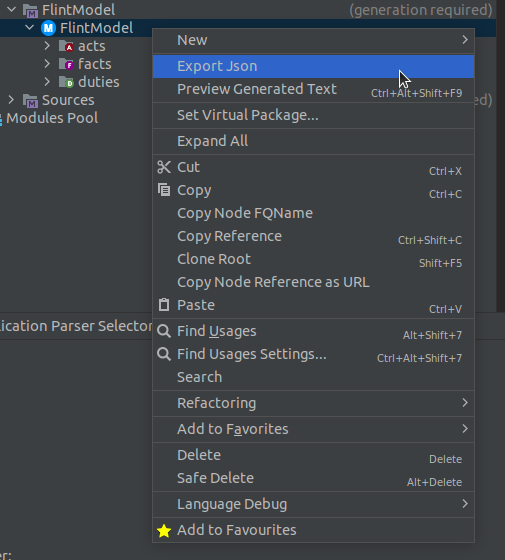 FlintModel (generation required)
FlintModel
acts
facts
duties
Sources
Modules Pool
ication Parser Selector
er:
New
Export Json
Preview Generated Text Ctrl+Alt+Shift+F9
Set Virtual Package...
Expand All
Cut Ctrl+X
Copy Ctrl+C
Copy Node FQName
Copy Reference Ctrl+Shift+C
Clone Root Shift+F5
Copy Node Reference as URL
Paste Ctrl+V
Find Usages Alt+Shift+7
Find Usages Settings... Ctrl+Alt+Shift+7
Search
Refactoring
Add to Favorites
Delete Delete
Safe Delete Alt+Delete
Language Debug
Add to Favourites